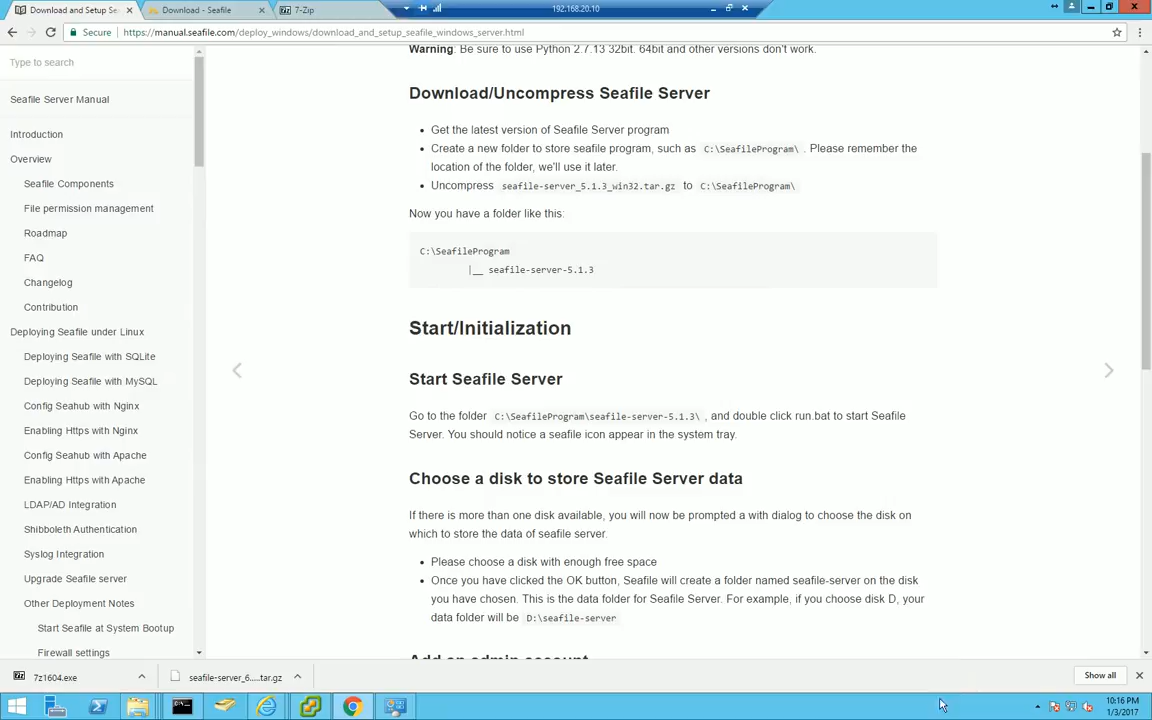 Download and Setup Se
Download - Seafile
7-Zip
192.168.20.10
Secure
https://manual.seafile.com/deploy_windows/download_and_setup_seafile_windows_server.html
Type to search
Seafile Server Manual
Introduction
Overview
Seafile Components
File permission management
Roadmap
FAQ
Changelog
Contribution
Deploying Seafile under Linux
Deploying Seafile with SQLite
Deploying Seafile with MySQL
Config Seahub with Nginx
Enabling Https with Nginx
Config Seahub with Apache
Enabling Https with Apache
LDAP/AD Integration
Shibboleth Authentication
Syslog Integration
Upgrade Seafile server
Other Deployment Notes
Start Seafile at System Bootup
Firewall settings
Warning: Be sure to use Python 2.7.13 32bit. 64bit and other versions don't work.
Download/Uncompress Seafile Server
• Get the latest version of Seafile Server program
• Create a new folder to store seafile program, such as C:\SeafileProgram\ . Please remember the
location of the folder, we'll use it later.
• Uncompress seafile-server_5.1.3_win32.tar.gz to C:\SeafileProgram\
Now you have a folder like this:
C:\SeafileProgram
|__ seafile-server-5.1.3
Start/Initialization
Start Seafile Server
Go to the folder C:\SeafileProgram\seafile-server-5.1.3\ , and double click run.bat to start Seafile
Server. You should notice a seafile icon appear in the system tray.
Choose a disk to store Seafile Server data
If there is more than one disk available, you will now be prompted a with dialog to choose the disk on
which to store the data of seafile server.
• Please choose a disk with enough free space
• Once you have clicked the OK button, Seafile will create a folder named seafile-server on the disk
you have chosen. This is the data folder for Seafile Server. For example, if you choose disk D, your
data folder will be D:\seafile-server
Add an admin account
7z1604.exe
seafile-server_6.....tar.gz
Show all
10:16 PM
1/3/2017